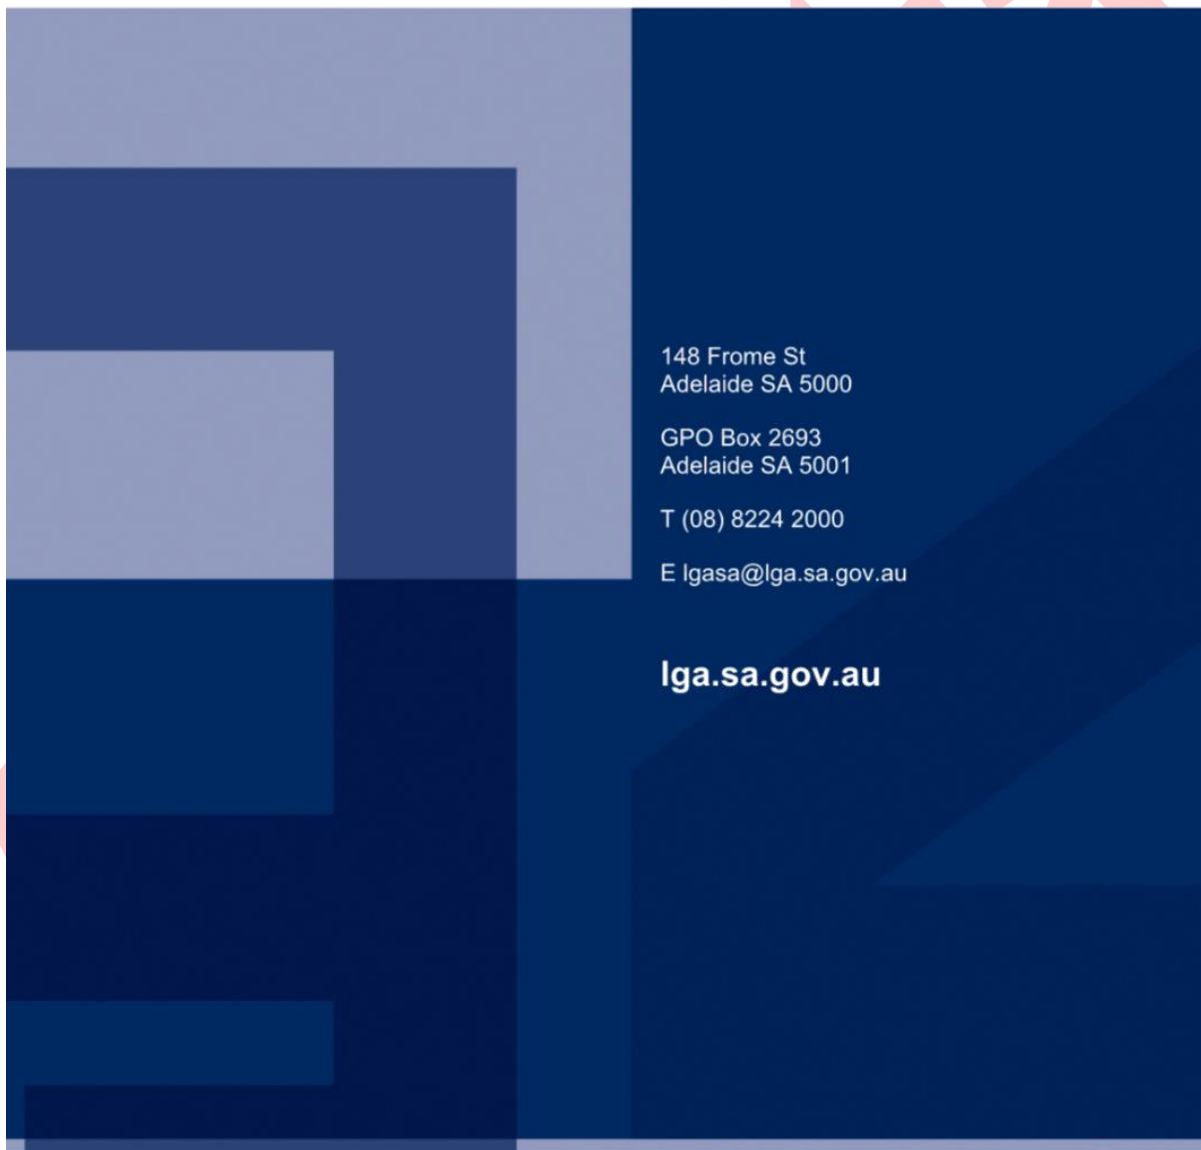 148 Frome St
Adelaide SA 5000
GPO Box 2693
Adelaide SA 5001
T (08) 8224 2000
E lgasa@lga.sa.gov.au
lga.sa.gov.au